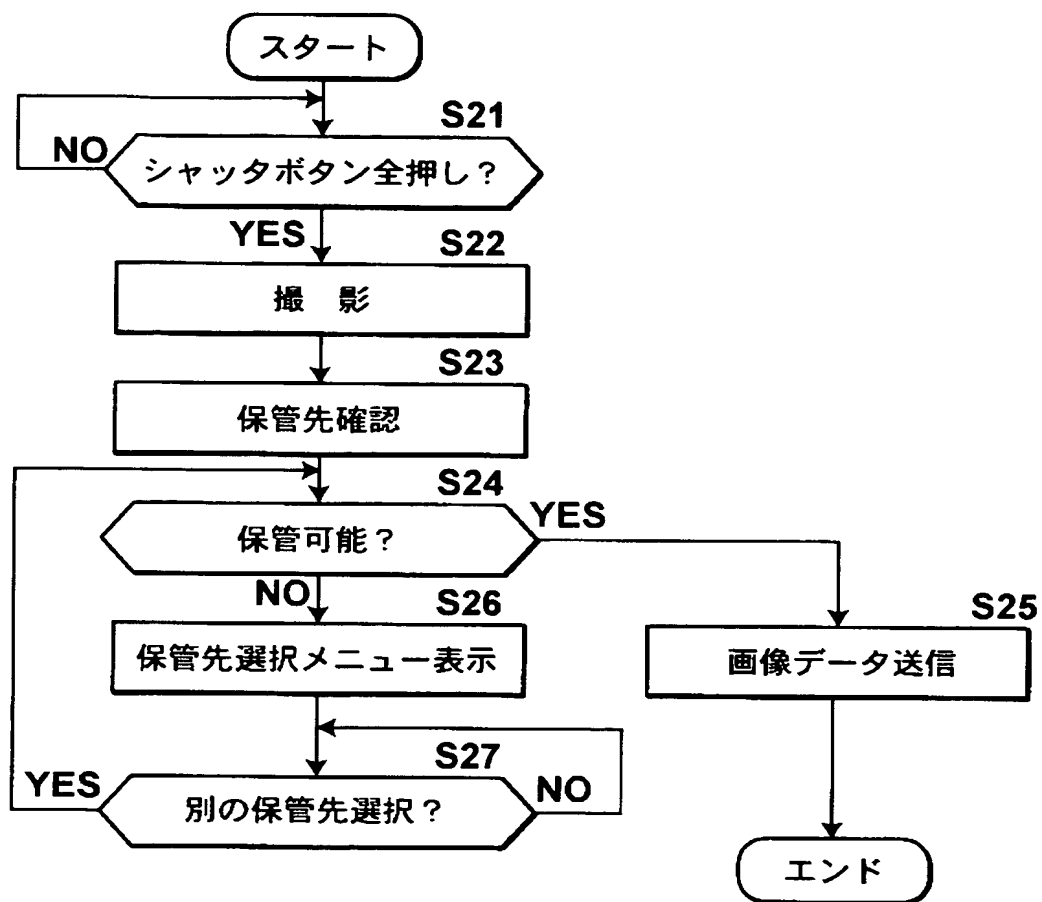 スタート
S21
NO
シャッタボタン全押し？
YES
S22
撮　影
S23
保管先確認
S24
保管可能？
YES
NO
S26
保管先選択メニュー表示
S25
画像データ送信
S27
YES
別の保管先選択？
NO
エンド